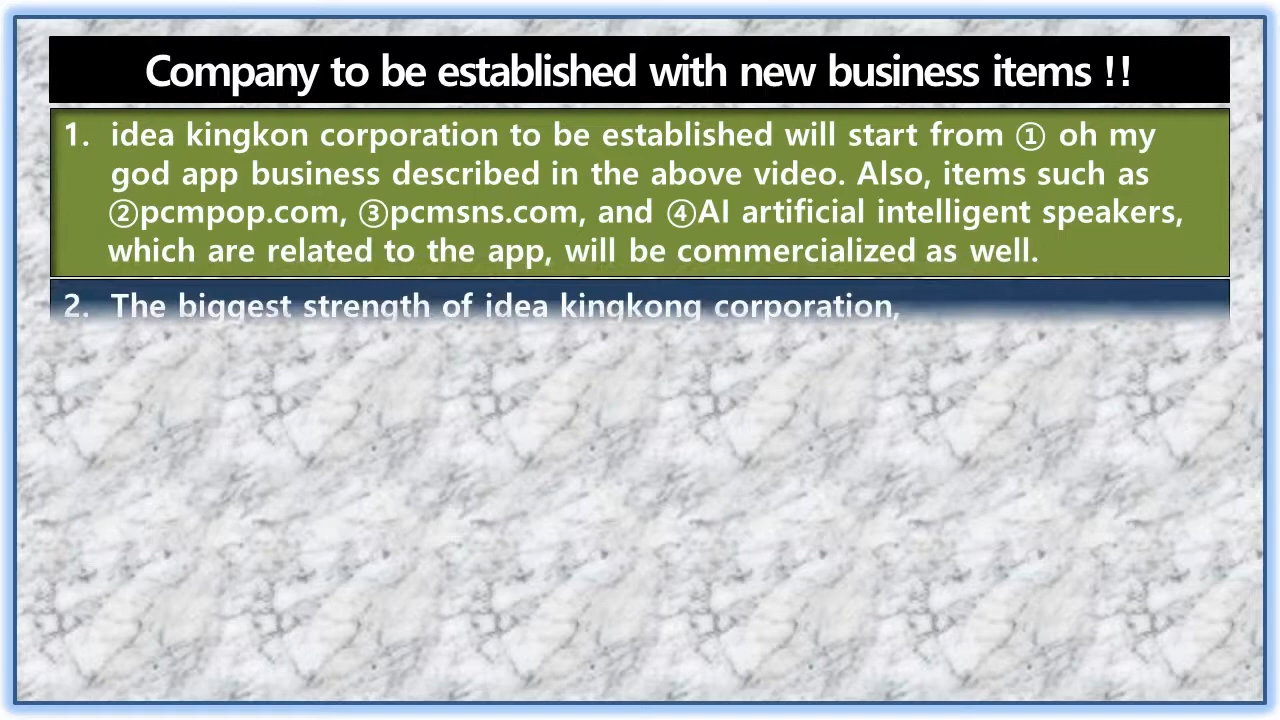 Company to be established with new business items !!
1. idea kingkon corporation to be established will start from ① oh my
god app business described in the above video. Also, items such as
②pcmpop.com, ③pcmsns.com, and ④AI artificial intelligent speakers,
which are related to the app, will be commercialized as well.
2. The biggest strength of idea kingkong corporation,